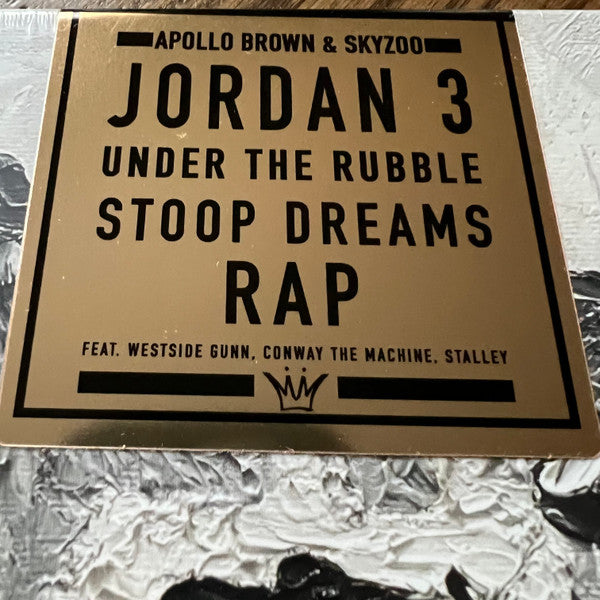 APOLLO BROWN & SKYZOO
JORDAN 3
UNDER THE RUBBLE
STOOP DREAMS
RAP
FEAT. WESTSIDE GUNN, CONWAY THE MACHINE, STALLEY